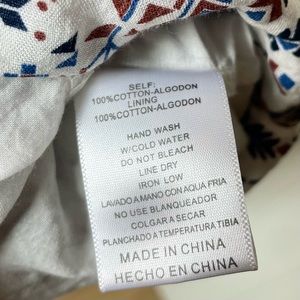 SELF:
100%COTTON-ALGODON
LINING
100%COTTON-ALGODON
HAND WASH
W/COLD WATER
DO NOT BLEACH
LINE DRY
IRON LOW
LAVADO A MANO CON AQUA FRIA
NO USE BLANQUEADOR
COLGAR A SECAR
PLANCHADO A TEMPERATURA TIBIA
MADE IN CHINA
HECHO EN CHINA